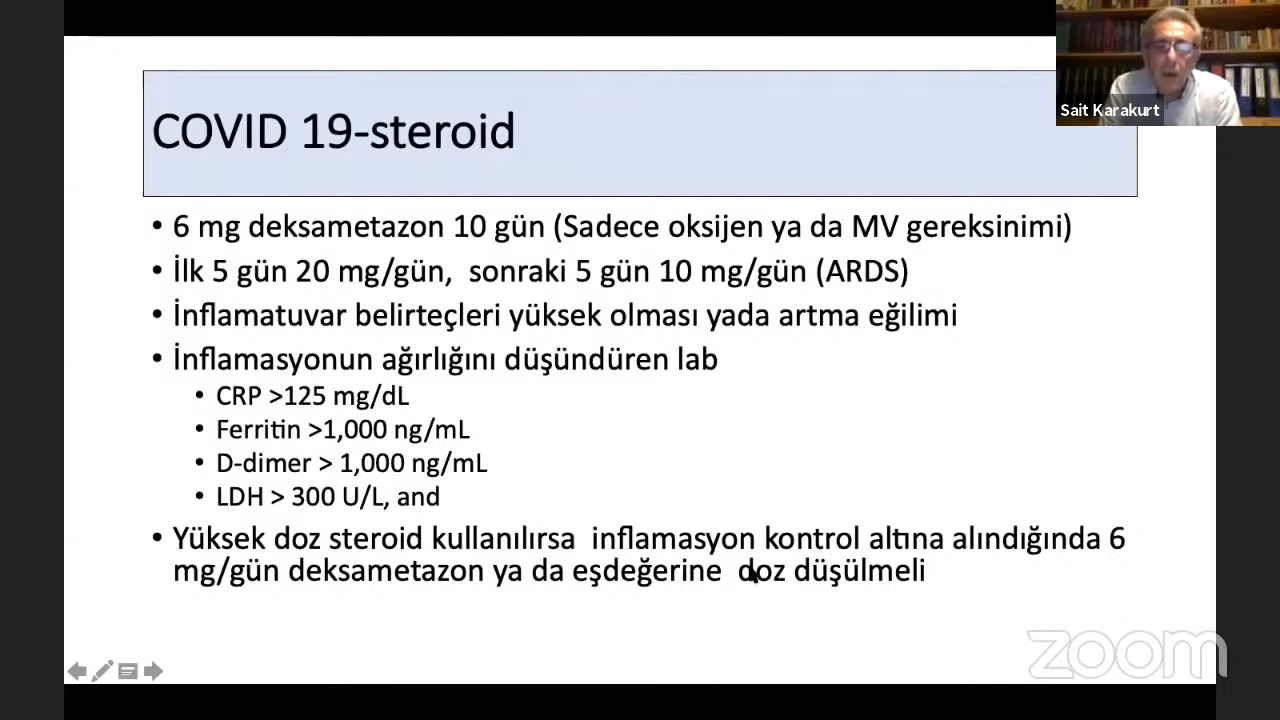 Sait Karakurt
COVID 19-steroid
• 6 mg deksametazon 10 gün (Sadece oksijen ya da MV gereksinimi)
• İlk 5 gün 20 mg/gün, sonraki 5 gün 10 mg/gün (ARDS)
• İnflamatuvar belirteçleri yüksek olması yada artma eğilimi
• İnflamasyonun ağırlığını düşündüren lab
• CRP >125 mg/dL
• Ferritin >1,000 ng/mL
• D-dimer > 1,000 ng/mL
• LDH > 300 U/L, and
• Yüksek doz steroid kullanılırsa inflamasyon kontrol altına alındığında 6
mg/gün deksametazon ya da eşdeğerine doz düşülmeli
zoom